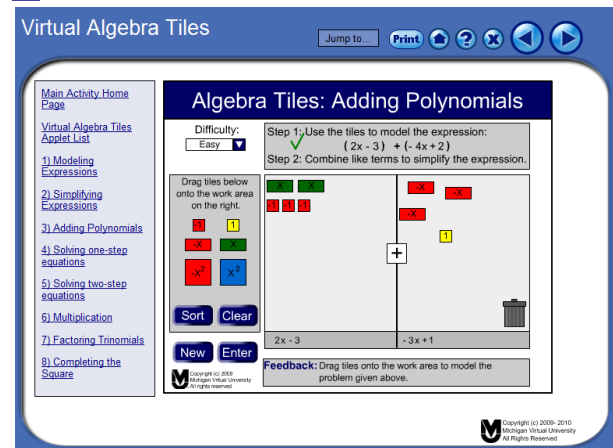 Virtual Algebra Tiles
Jump to...
Print
?
X
Main Activity Home
Page
Virtual Algebra Tiles
Applet List
1) Modeling
Expressions
2) Simplifying
Expressions
3) Adding Polynomials
4) Solving one-step
equations
5) Solving two-step
equations
6) Multiplication
7) Factoring Trinomials
8) Completing the
Square
Algebra Tiles: Adding Polynomials
Difficulty:
Easy
Step 1: Use the tiles to model the expression:
( 2x - 3 ) + (- 4x + 2 )
Step 2: Combine like terms to simplify the expression.
Drag tiles below
onto the work area
on the right.
-1 1
-X X
-x² x²
Sort Clear
New Enter
X X
-1 -1 -1
-X -X
-X
1
+
2x - 3
- 3x + 1
Feedback: Drag tiles onto the work area to model the
problem given above.
Copyright (c) 2009
Michigan Virtual University
All rights reserved
Copyright (c) 2009- 2010
Michigan Virtual University
All Rights Reserved